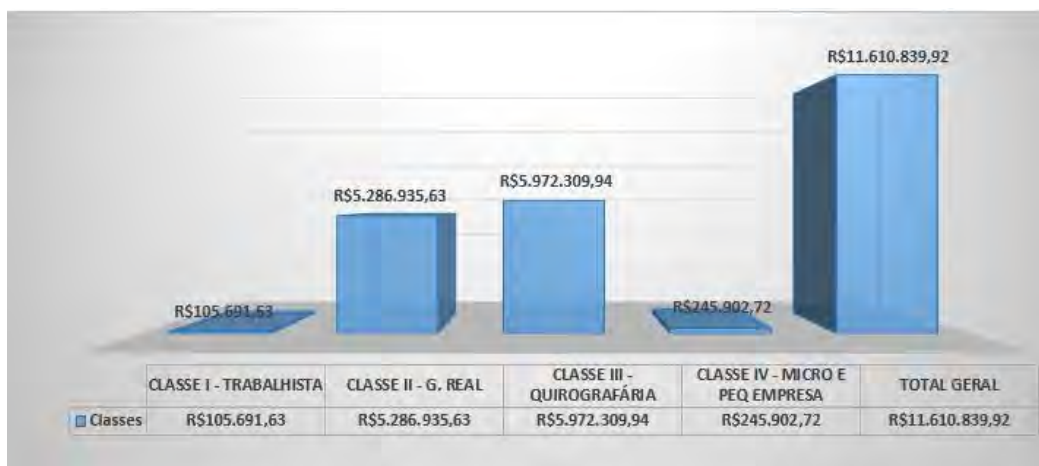 R$11.610.839,92
R$5.972.309,94
R$5.286.935,63
R$245.902,72
R$105.691,63
CLASSE I - TRABALHISTA CLASSE II - G. REAL CLASSE III - QUIROGRAFÁRIA CLASSE IV - MICRO E PEQ EMPRESA TOTAL GERAL
Classes R$105.691,63 R$5.286.935,63 R$5.972.309,94 R$245.902,72 R$11.610.839,92